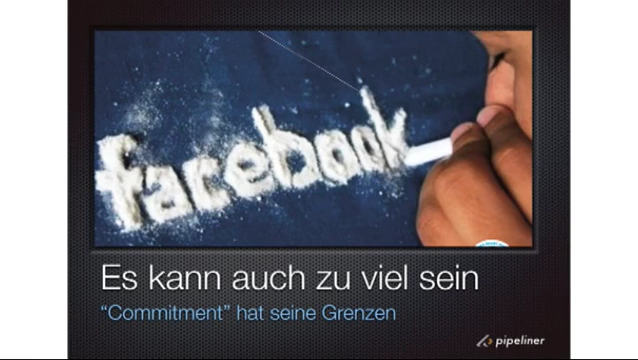 facebook
Es kann auch zu viel sein
“Commitment” hat seine Grenzen
pipeliner